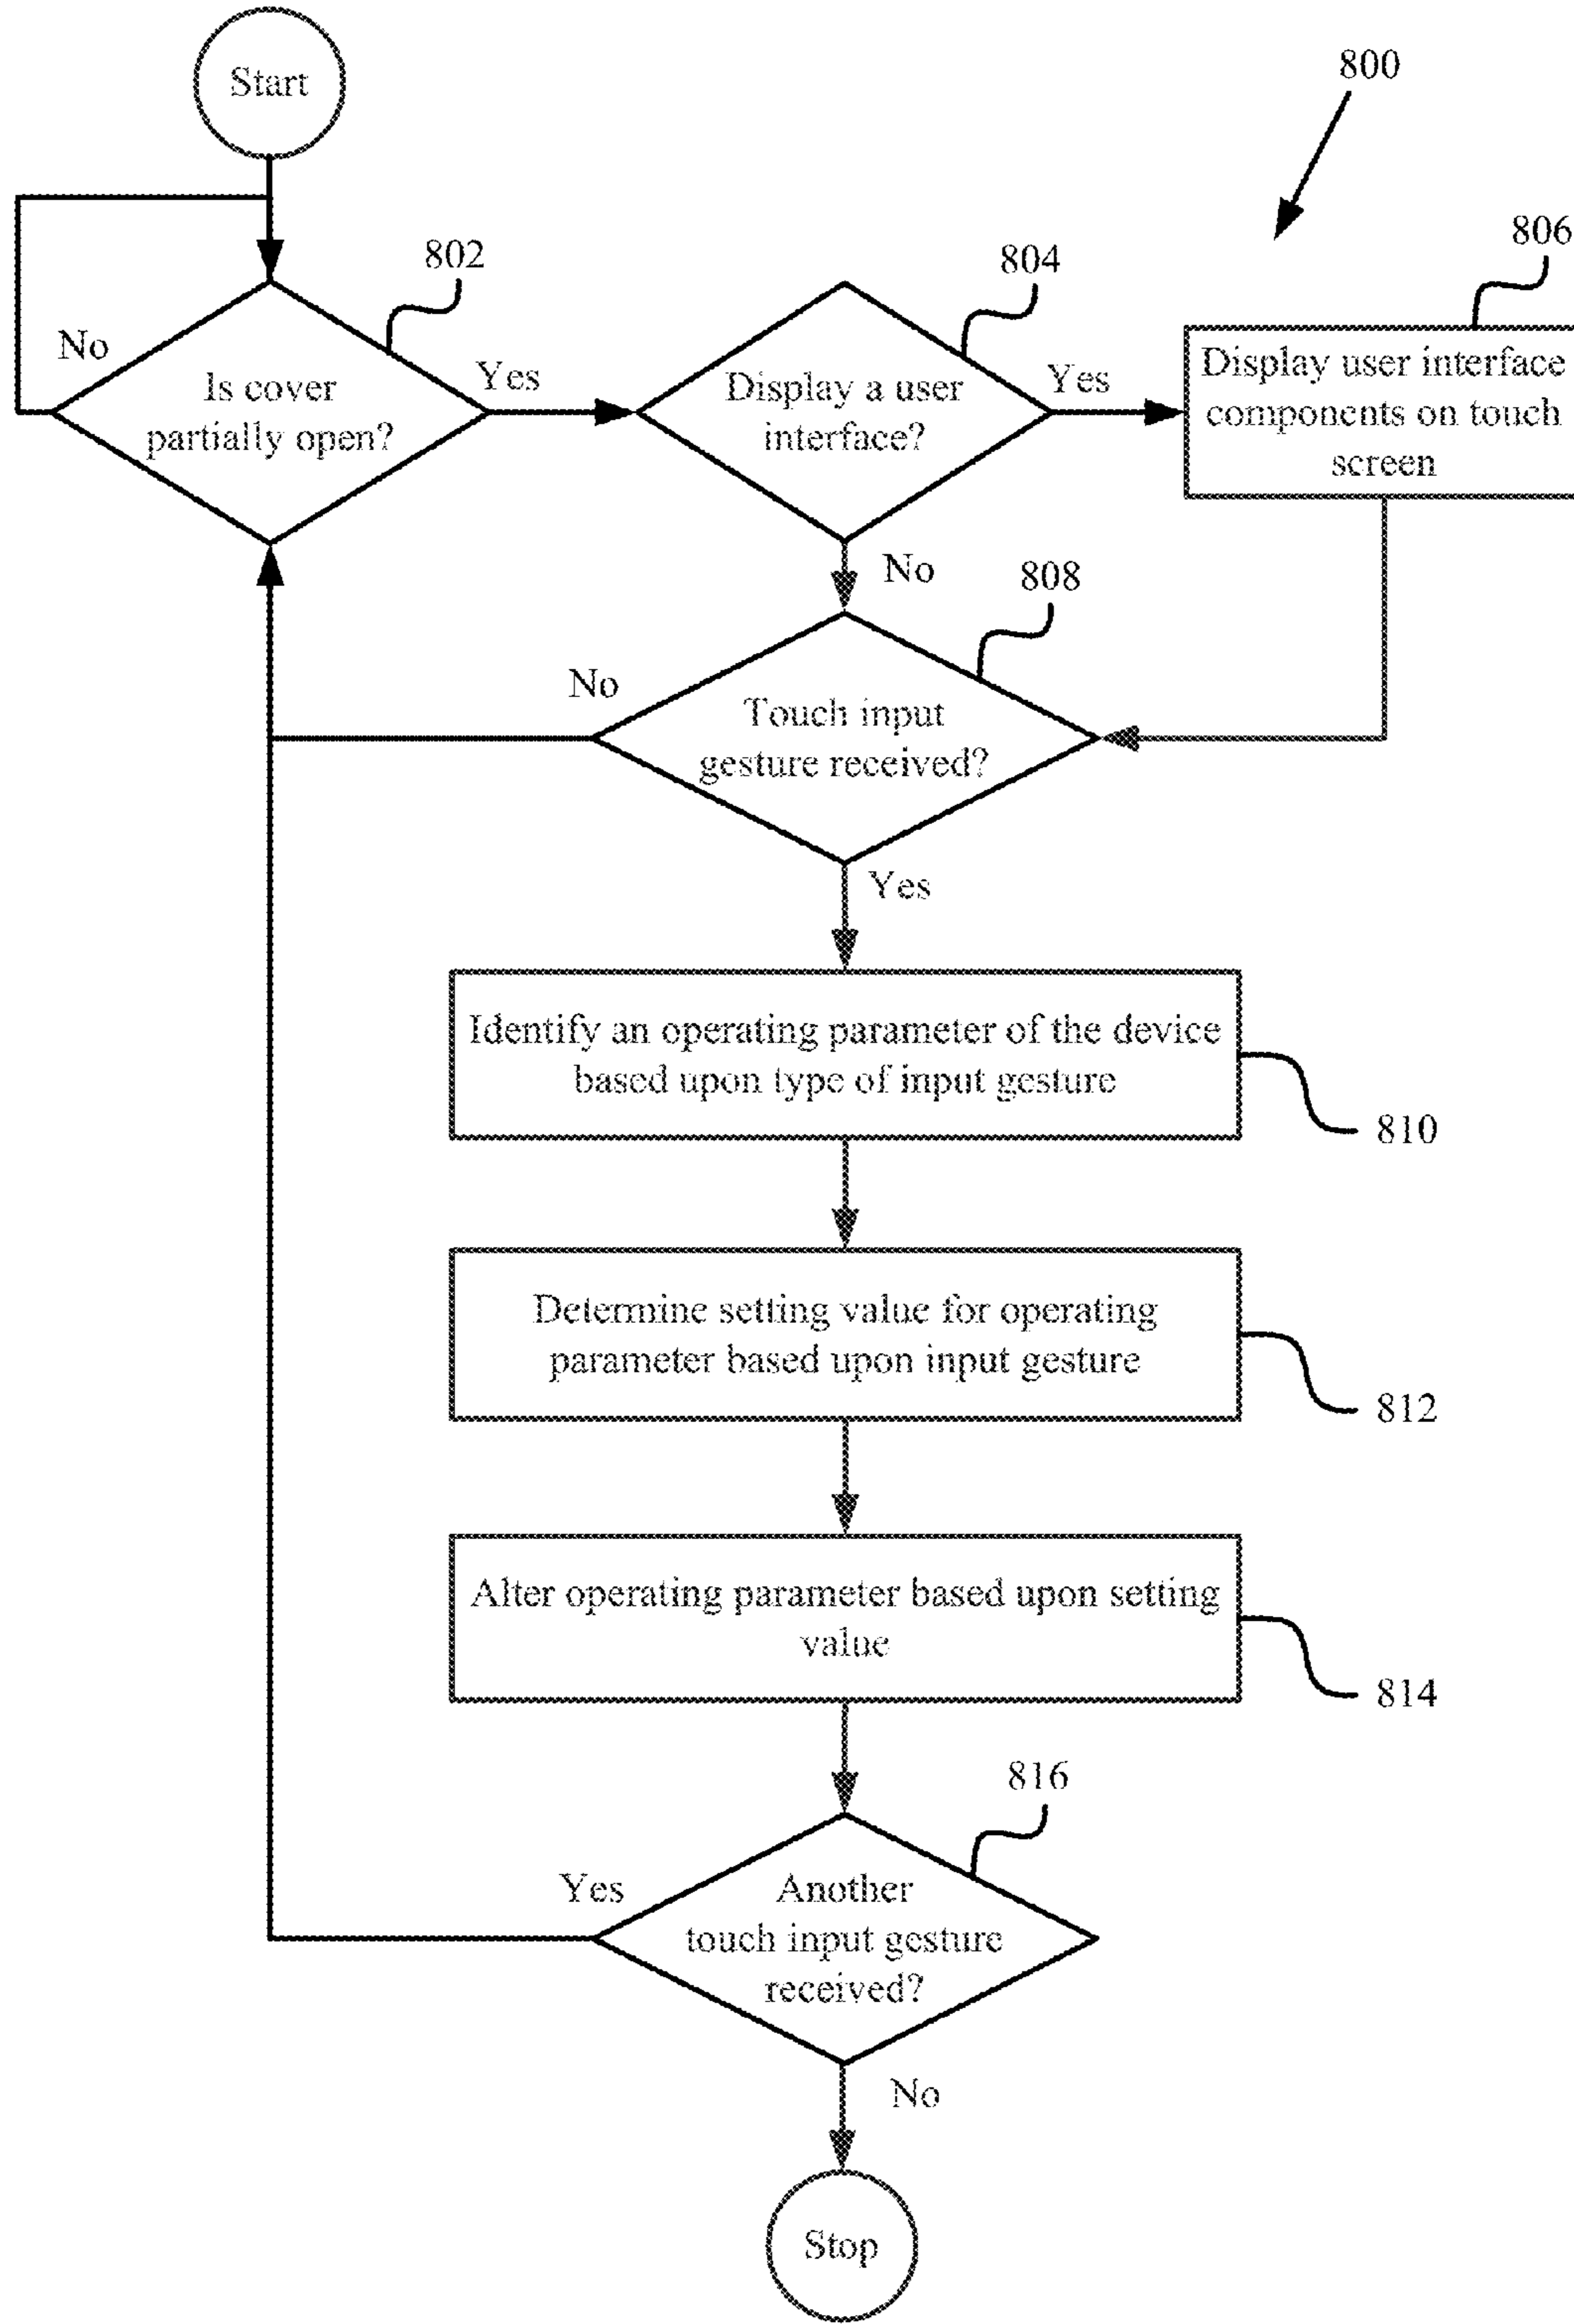 Start
800
802
804
806
No
Is cover
partially open?
Yes
Display a user
interface?
Yes
Display user interface
components on touch
screen
No
808
No
Touch input
gesture received?
Yes
Identify an operating parameter of the device
based upon type of input gesture
810
Determine setting value for operating
parameter based upon input gesture
812
Alter operating parameter based upon setting
value
814
816
Yes
Another
touch input gesture
received?
No
Stop